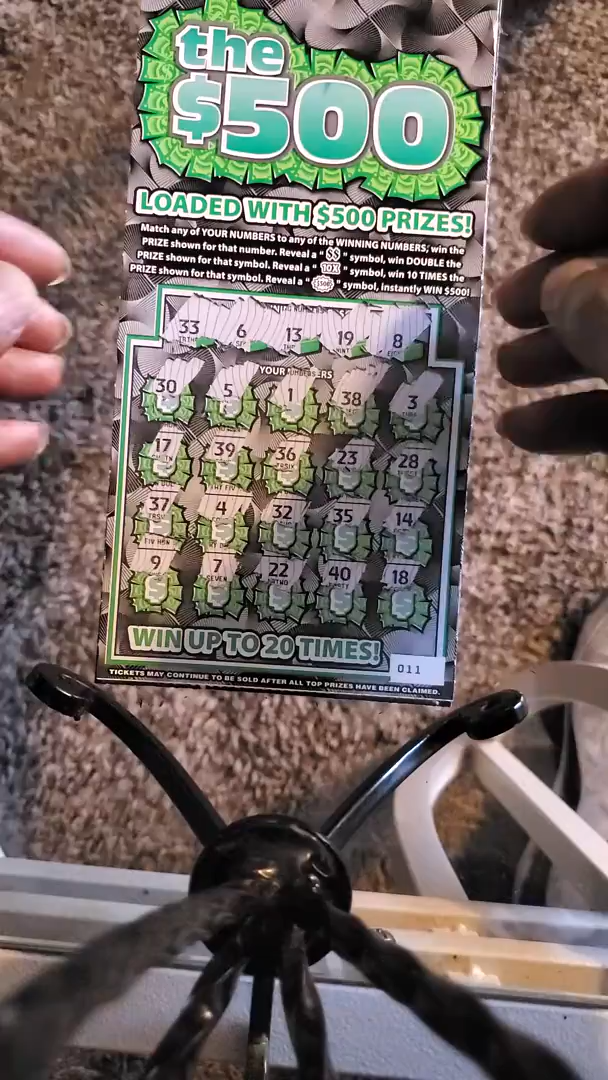 the
$500
LOADED WITH $500 PRIZES!
Match any of YOUR NUMBERS to any of the WINNING NUMBERS, win the
PRIZE shown for that number. Reveal a "$$" symbol, win DOUBLE the
PRIZE shown for that symbol. Reveal a "10X" symbol, win 10 TIMES the
PRIZE shown for that symbol. Reveal a "$500" symbol, instantly WIN $500!
33 6 13 19 8
YOUR NUMBERS
30 5 1 38 3
17 39 36 23 28
37 4 32 35 14
9 7 22 40 18
SEVEN
WIN UP TO 20 TIMES!
011
TICKETS MAY CONTINUE TO BE SOLD AFTER ALL TOP PRIZES HAVE BEEN CLAIMED.